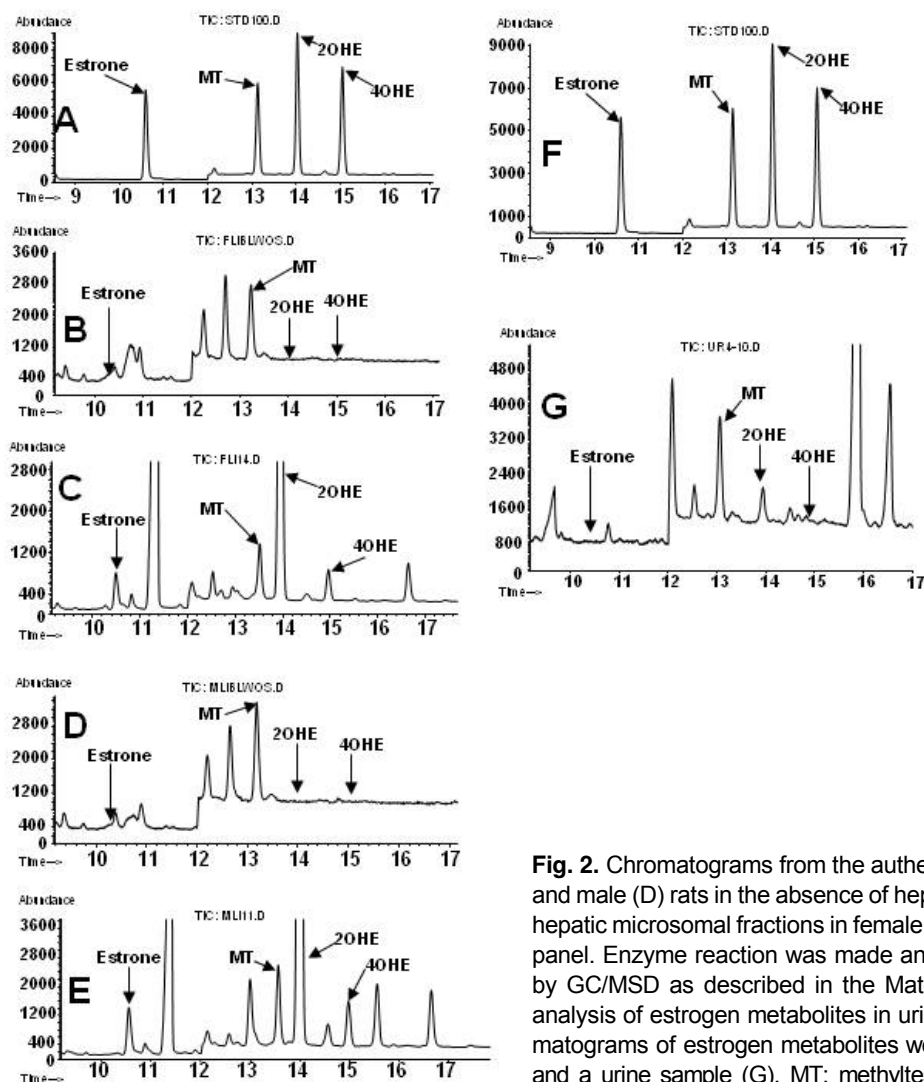 Abundance
TIC: STD100.D
8000
6000
4000
2000
0
Estrone
MT
2OHE
4OHE
A
9 10 11 12 13 14 15 16 17
Time-->
Abundance
TIC: FLIBLWOS.D
3600
2800
2000
1200
400
0
B
Estrone
MT
2OHE
4OHE
10 11 12 13 14 15 16 17
Time-->
Abundance
TIC: FLI14.D
2800
2000
1200
400
0
C
Estrone
MT
2OHE
4OHE
10 11 12 13 14 15 16 17
Time-->
Abundance
TIC: MLIBLWOS.D
2800
2000
1200
400
0
D
Estrone
MT
2OHE
4OHE
10 11 12 13 14 15 16 17
Time-->
TIC: MLI11.D
3600
2800
2000
1200
400
0
E
Estrone
MT
2OHE
4OHE
10 11 12 13 14 15 16 17
Time-->
Abundance
TIC: STD100.D
9000
7000
5000
3000
1000
0
F
Estrone
MT
2OHE
4OHE
9 10 11 12 13 14 15 16 17
Time-->
Abundance
TIC: UR4-10.D
4800
4000
3200
2400
1600
800
0
G
Estrone
MT
2OHE
4OHE
10 11 12 13 14 15 16 17
Time-->
Fig. 2. Chromatograms from the authe
and male (D) rats in the absence of hep
hepatic microsomal fractions in female
panel. Enzyme reaction was made an
by GC/MSD as described in the Mat
analysis of estrogen metabolites in uri
matograms of estrogen metabolites we
and a urine sample (G). MT: methylte